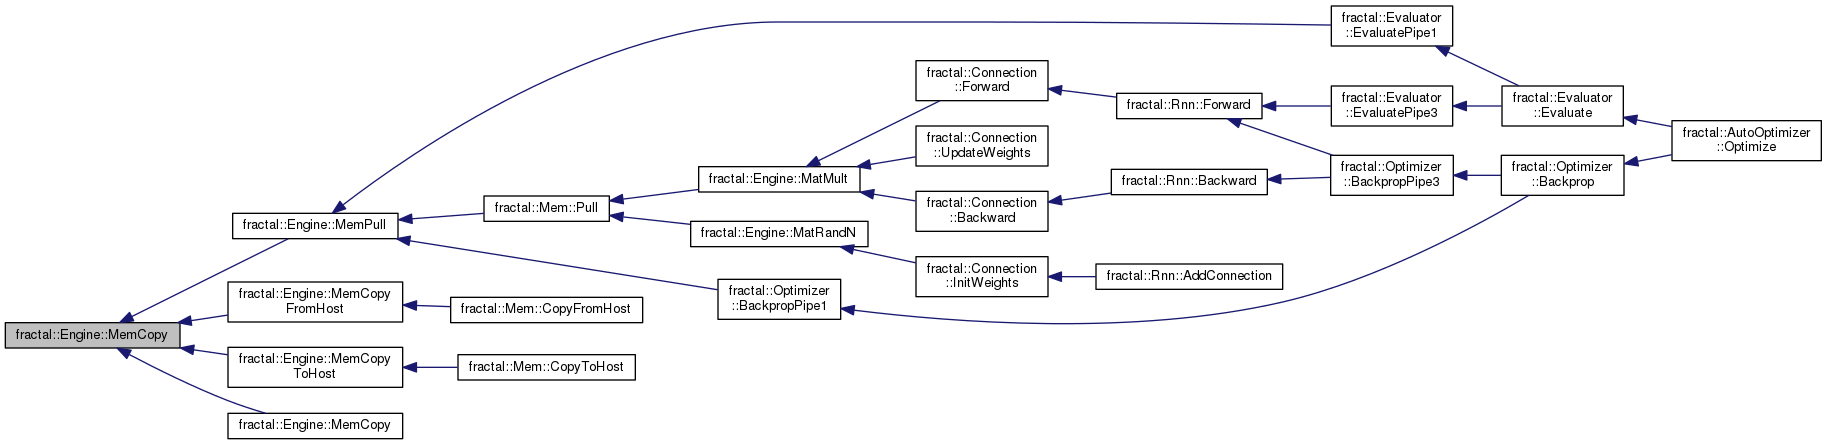 fractal::Evaluator
::EvaluatePipe1
fractal::Connection
::Forward
fractal::Rnn::Forward
fractal::Evaluator
::EvaluatePipe3
fractal::Evaluator
::Evaluate
fractal::AutoOptimizer
::Optimize
fractal::Connection
::UpdateWeights
fractal::Engine::MatMult
fractal::Optimizer
::BackpropPipe3
fractal::Optimizer
::Backprop
fractal::Rnn::Backward
fractal::Mem::Pull
fractal::Connection
::Backward
fractal::Engine::MemPull
fractal::Engine::MatRandN
fractal::Connection
::InitWeights
fractal::Rnn::AddConnection
fractal::Optimizer
::BackpropPipe1
fractal::Engine::MemCopy
FromHost
fractal::Mem::CopyFromHost
fractal::Engine::MemCopy
fractal::Engine::MemCopy
ToHost
fractal::Mem::CopyToHost
fractal::Engine::MemCopy